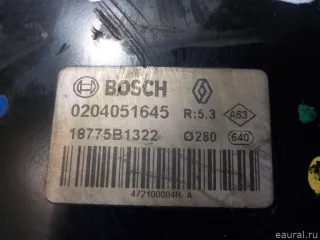 BOSCH
0204051645 R:5.3 A63
18775B1322 Ø280 640
472100004R-A
eaural.ru